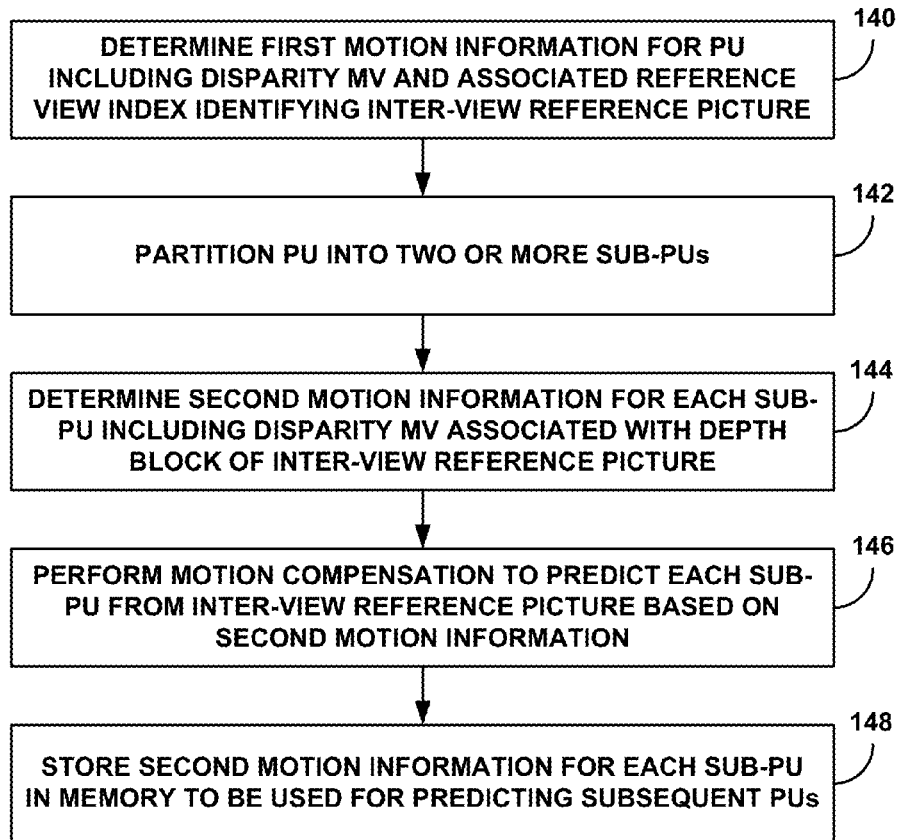 140
DETERMINE FIRST MOTION INFORMATION FOR PU
INCLUDING DISPARITY MV AND ASSOCIATED REFERENCE
VIEW INDEX IDENTIFYING INTER-VIEW REFERENCE PICTURE
142
PARTITION PU INTO TWO OR MORE SUB-PUs
144
DETERMINE SECOND MOTION INFORMATION FOR EACH SUB-
PU INCLUDING DISPARITY MV ASSOCIATED WITH DEPTH
BLOCK OF INTER-VIEW REFERENCE PICTURE
146
PERFORM MOTION COMPENSATION TO PREDICT EACH SUB-
PU FROM INTER-VIEW REFERENCE PICTURE BASED ON
SECOND MOTION INFORMATION
148
STORE SECOND MOTION INFORMATION FOR EACH SUB-PU
IN MEMORY TO BE USED FOR PREDICTING SUBSEQUENT PUs